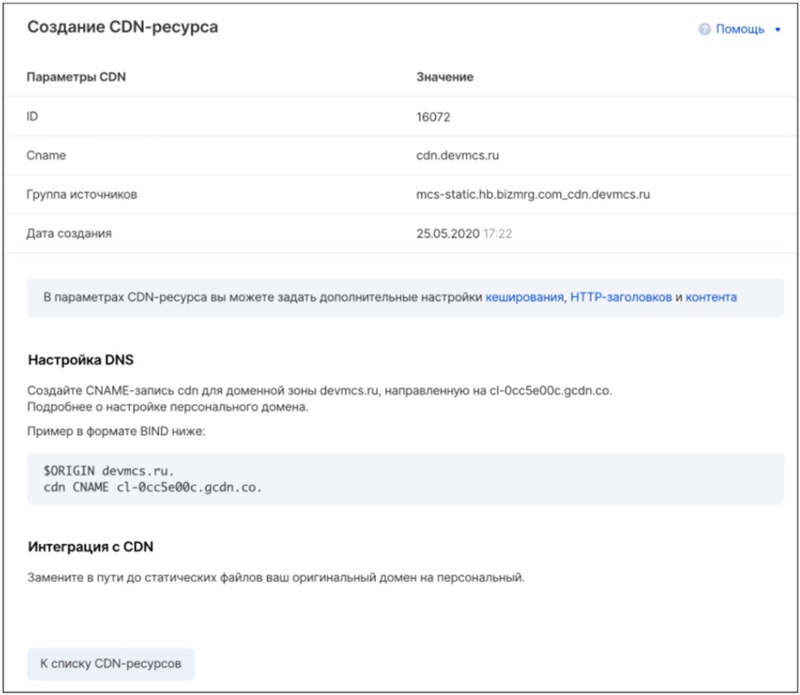 Создание CDN-ресурса
? Помощь
Параметры CDN Значение
ID 16072
Cname cdn.devmcs.ru
Группа источников mcs-static.hb.bizmrg.com_cdn.devmcs.ru
Дата создания 25.05.2020 17:22
В параметрах CDN-ресурса вы можете задать дополнительные настройки кеширования, HTTP-заголовков и контента
Настройка DNS
Создайте CNAME-запись cdn для доменной зоны devmcs.ru, направленную на cl-0cc5e00c.gcdn.co.
Подробнее о настройке персонального домена.
Пример в формате BIND ниже:
$ORIGIN devmcs.ru.
cdn CNAME cl-0cc5e00c.gcdn.co.
Интеграция с CDN
Замените в пути до статических файлов ваш оригинальный домен на персональный.
К списку CDN-ресурсов